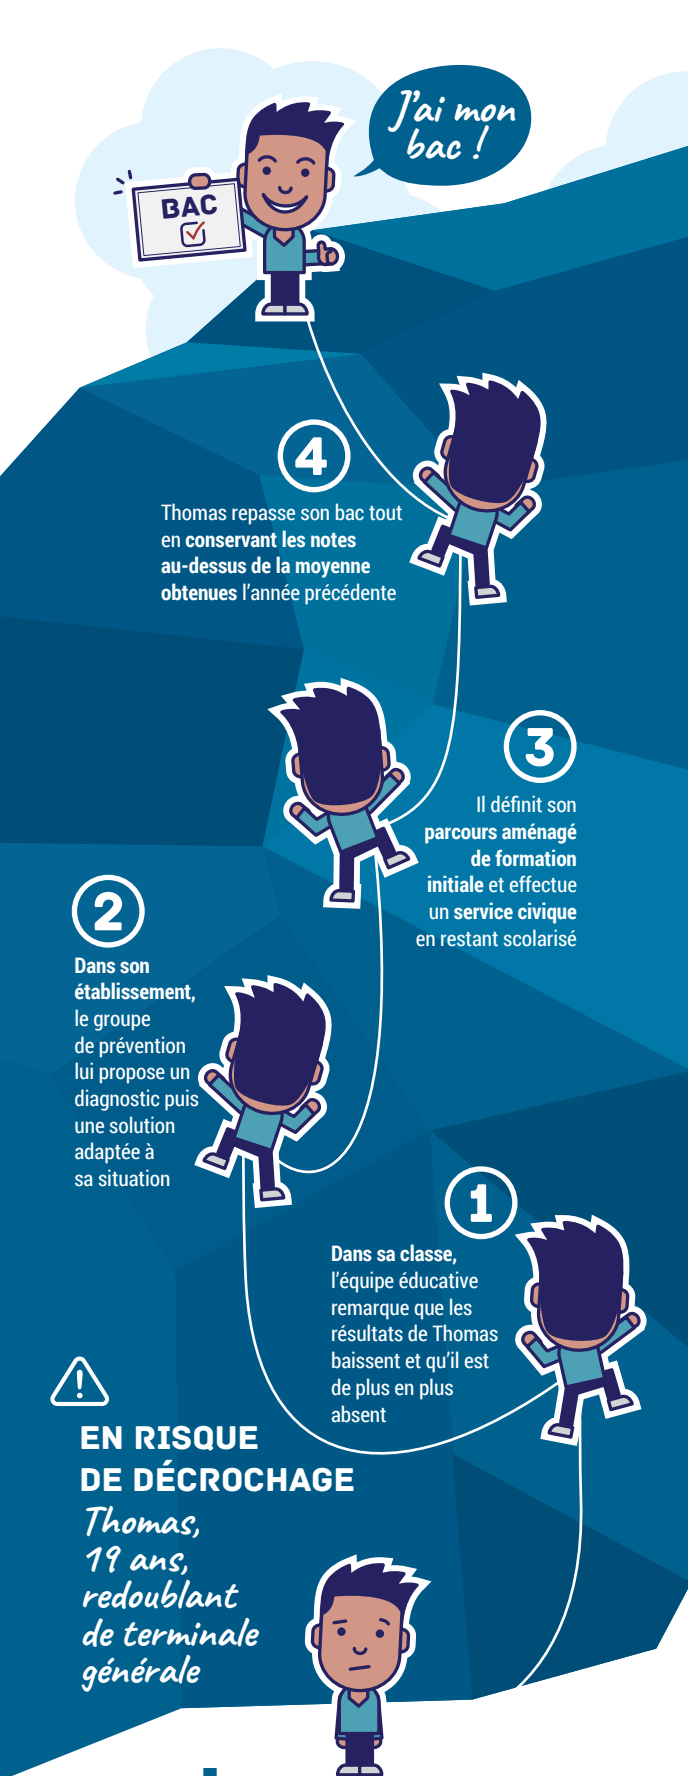 J'ai mon
bac !
BAC
4
Thomas repasse son bac tout
en conservant les notes
au-dessus de la moyenne
obtenues l'année précédente
3
Il définit son
parcours aménagé
de formation
initiale et effectue
un service civique
en restant scolarisé
2
Dans son
établissement,
le groupe
de prévention
lui propose un
diagnostic puis
une solution
adaptée à
sa situation
1
Dans sa classe,
l'équipe éducative
remarque que les
résultats de Thomas
baissent et qu'il est
de plus en plus
absent
EN RISQUE
DE DÉCROCHAGE
Thomas,
19 ans,
redoublant
de terminale
générale